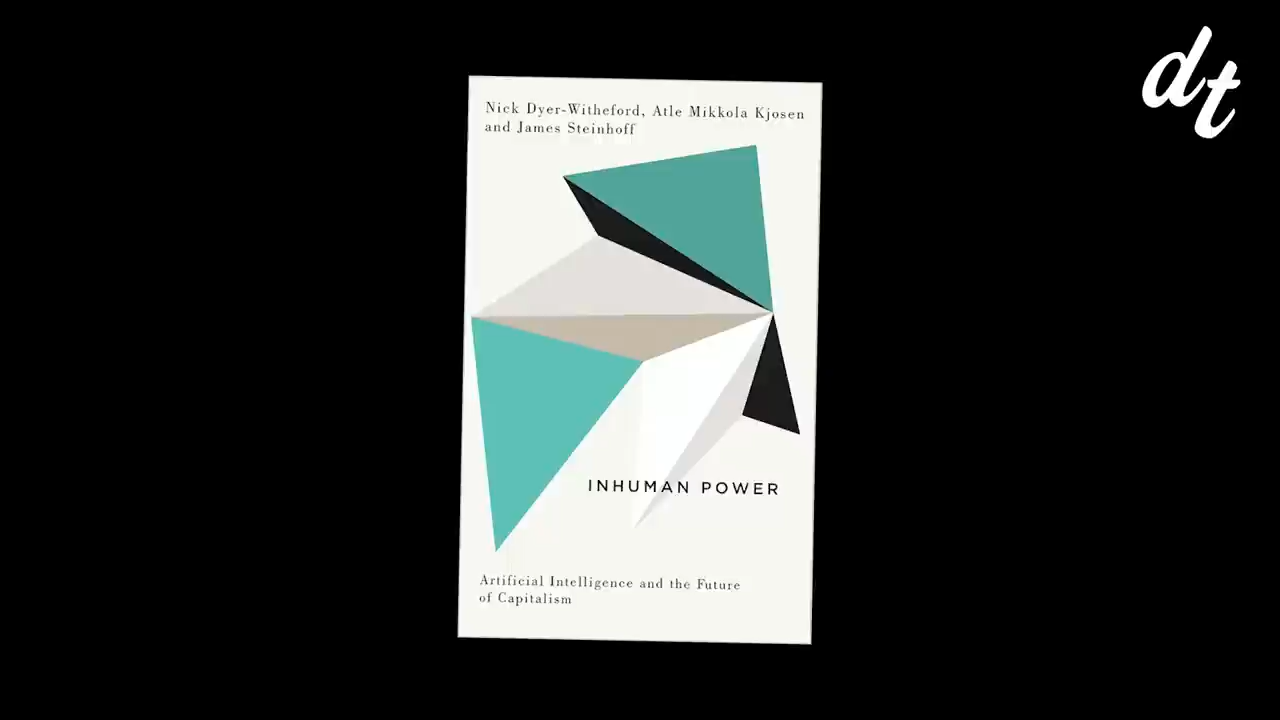 dt
Nick Dyer-Witheford, Atle Mikkola Kjosen
and James Steinhoff
INHUMAN POWER
Artificial Intelligence and the Future
of Capitalism